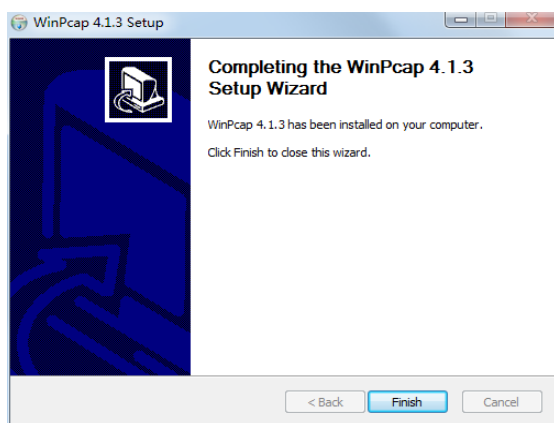 WinPcap 4.1.3 Setup
Completing the WinPcap 4.1.3
Setup Wizard
WinPcap 4.1.3 has been installed on your computer.
Click Finish to close this wizard.
< Back
Finish
Cancel